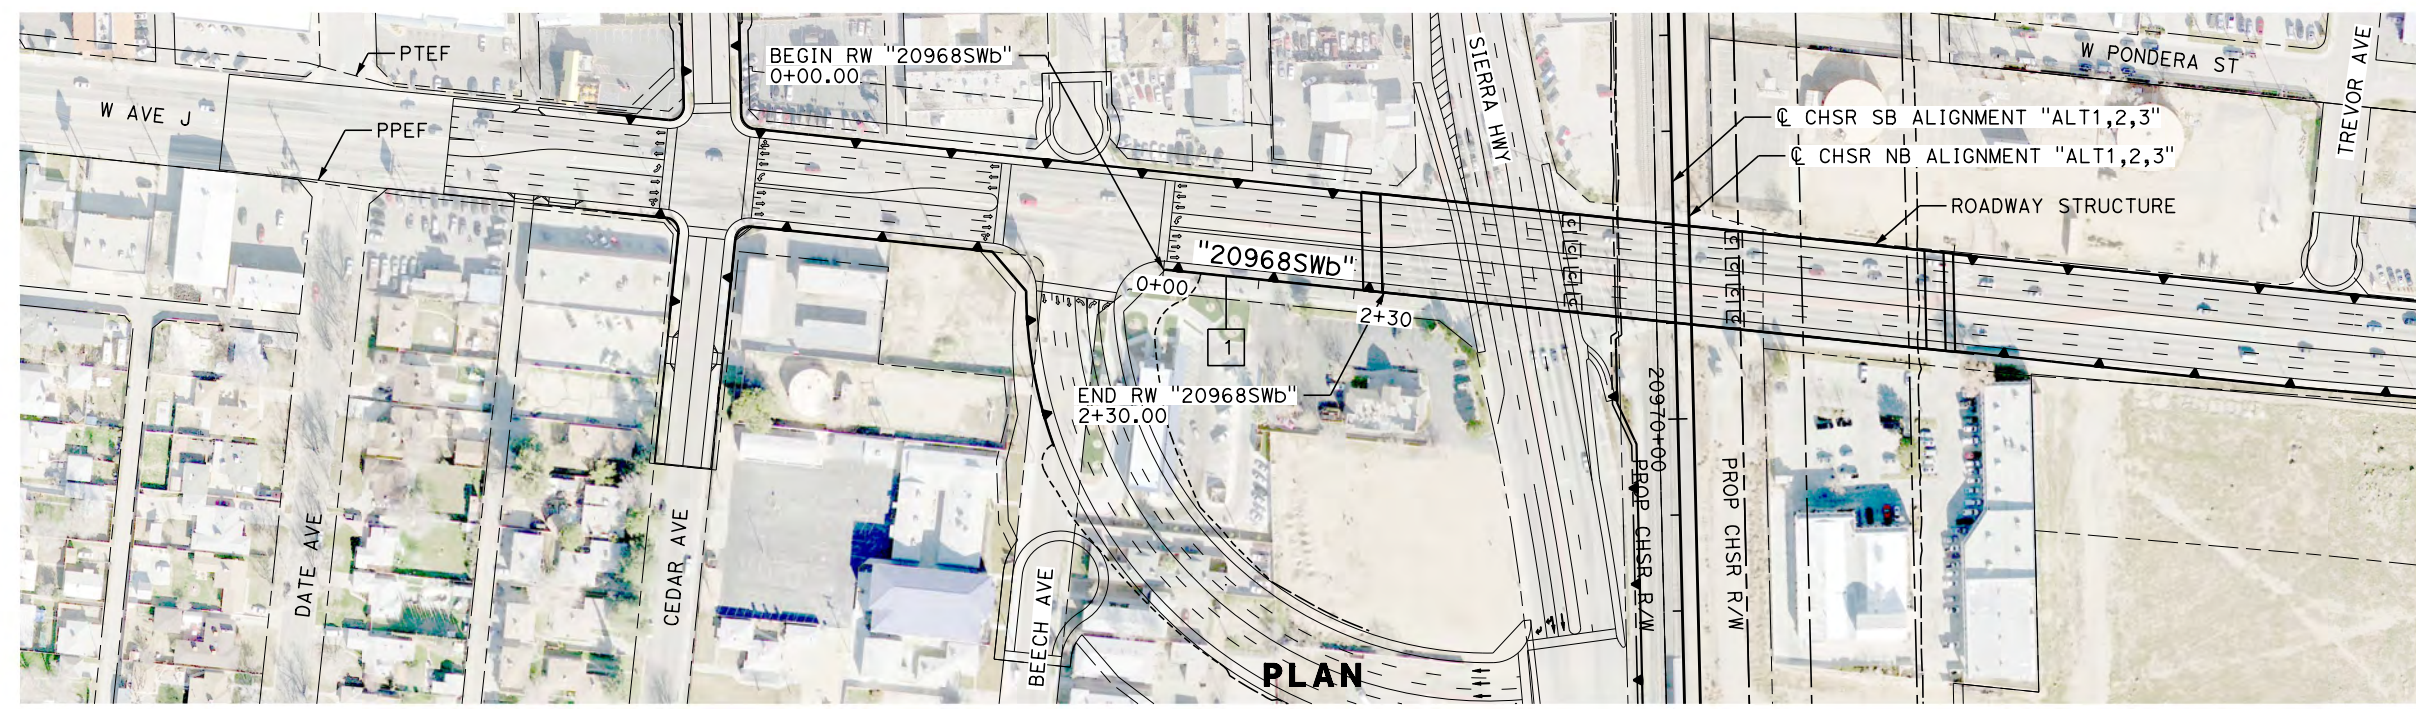 PTEF
W AVE J
PPEF
BEGIN RW "20968SWb"
0+00.00
SIERRA HWY
W PONDERA ST
TREVOR AVE
℄ CHSR SB ALIGNMENT "ALT1,2,3"
℄ CHSR NB ALIGNMENT "ALT1,2,3"
ROADWAY STRUCTURE
"20968SWb"
0+00
2+30
1
END RW "20968SWb"
2+30.00
20970+00
PROP CHSR R/W
PROP CHSR R/W
DATE AVE
CEDAR AVE
BEECH AVE
PLAN
C
C
C
C
C
C
C
C